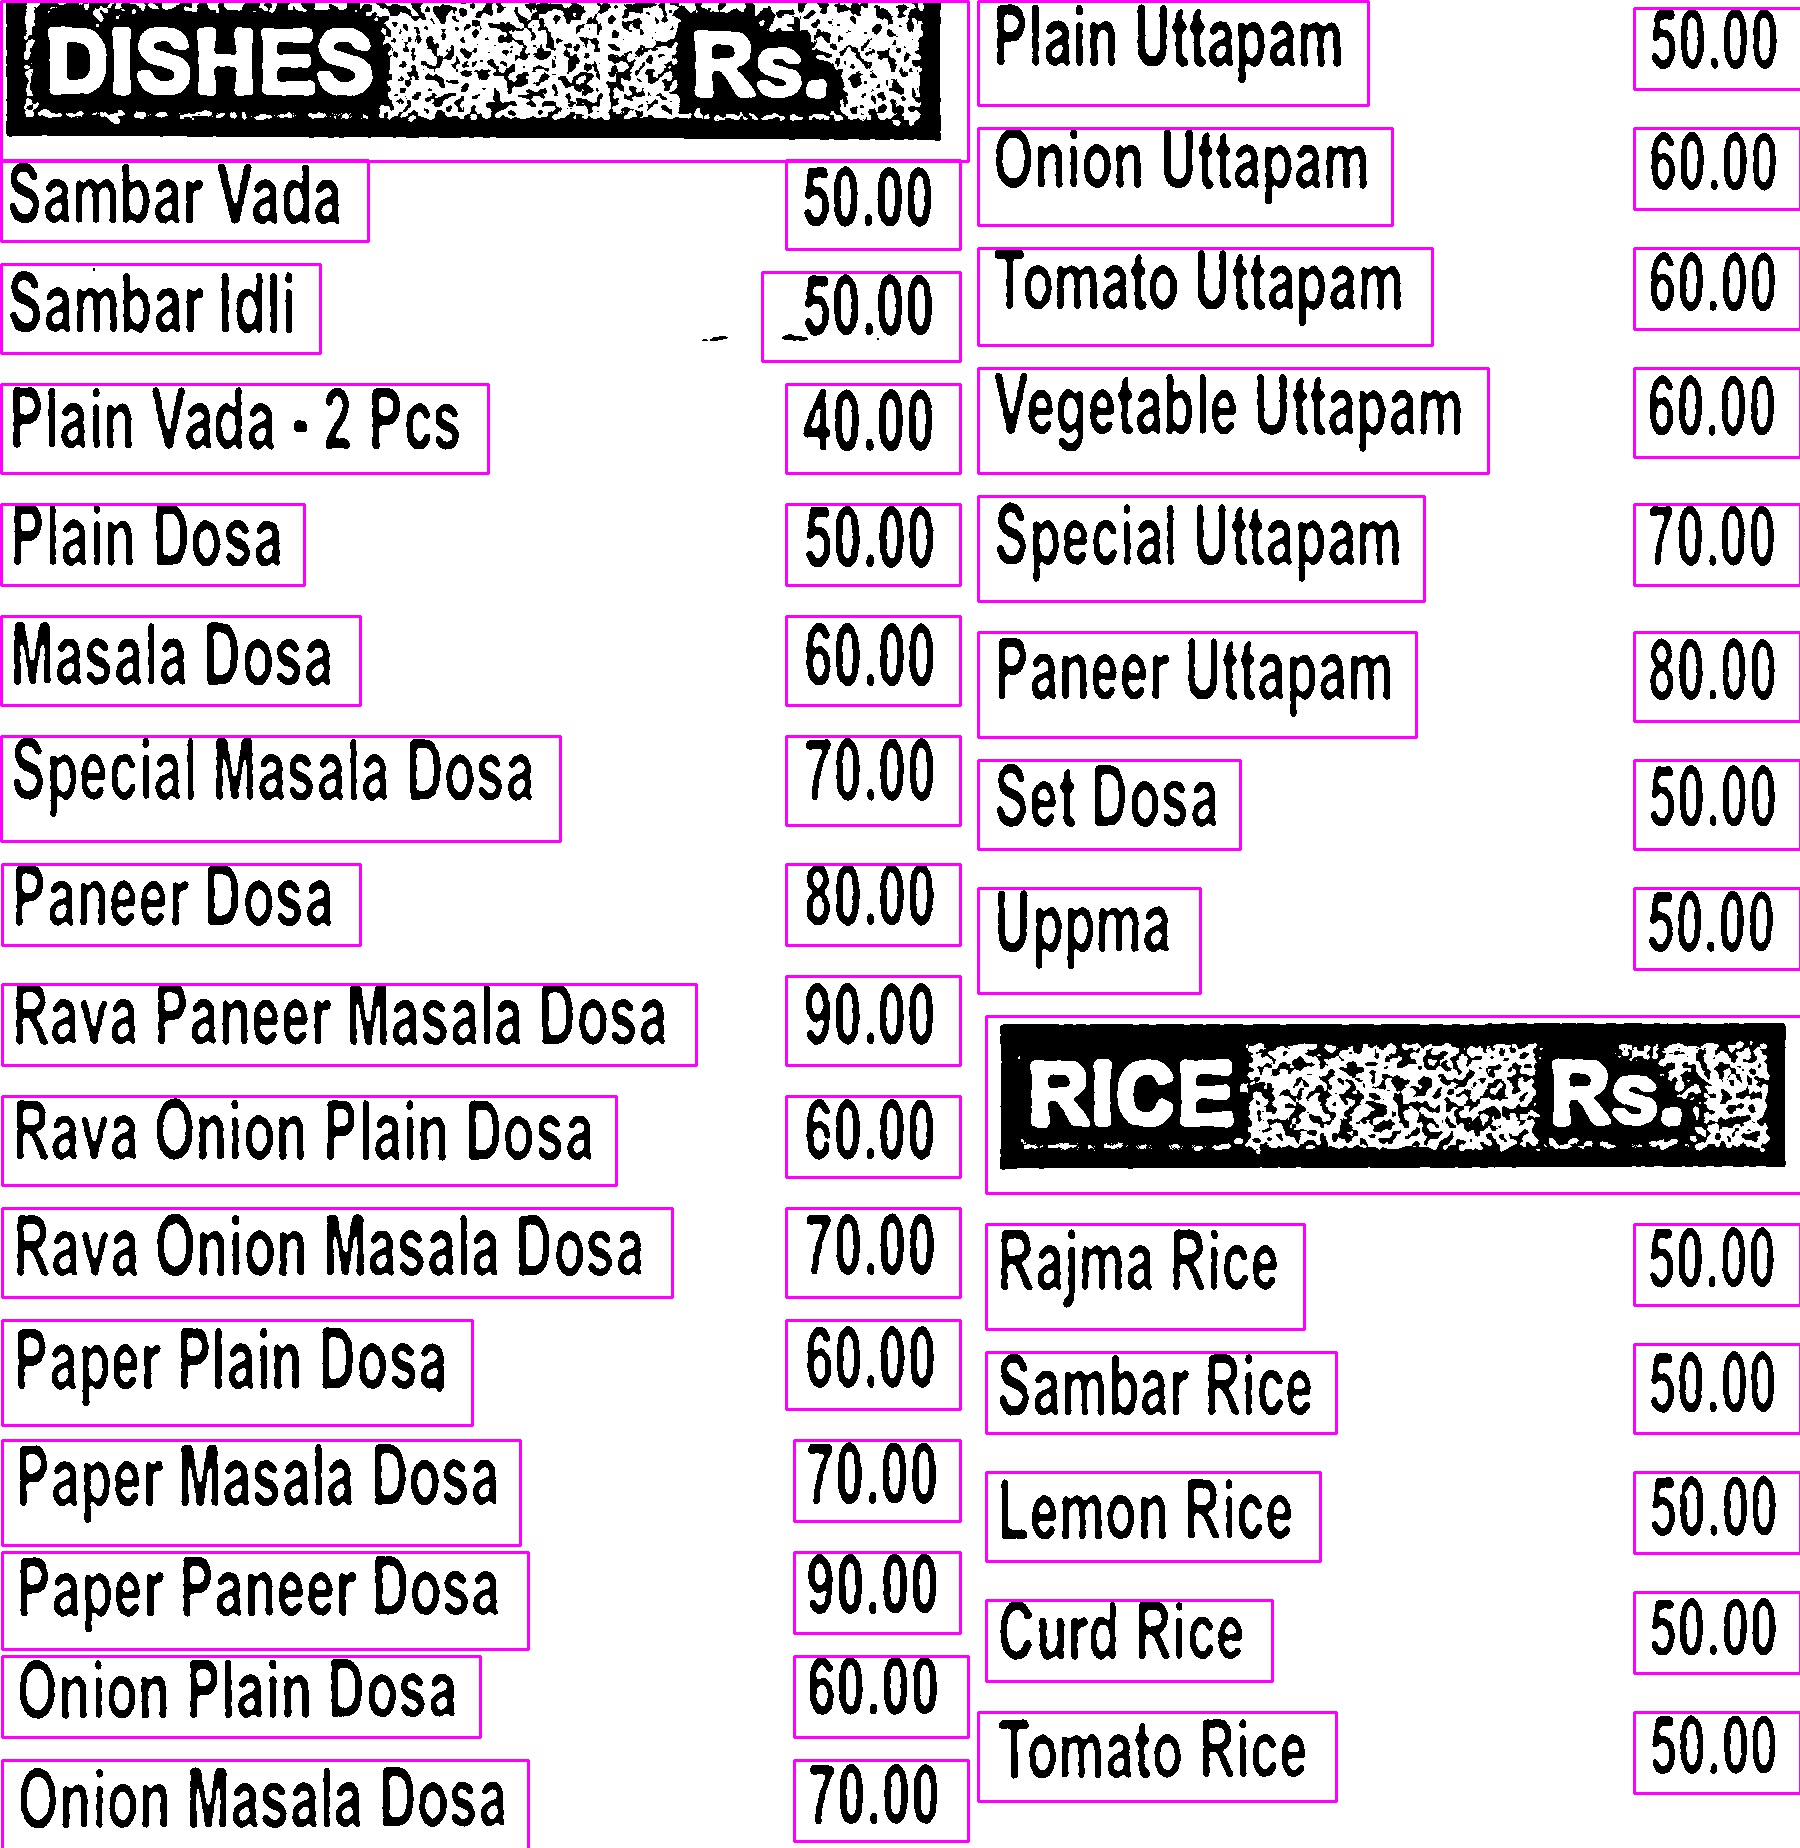 DISHES Rs.
Sambar Vada 50.00
Sambar Idli 50.00
Plain Vada - 2 Pcs 40.00
Plain Dosa 50.00
Masala Dosa 60.00
Special Masala Dosa 70.00
Paneer Dosa 80.00
Rava Paneer Masala Dosa 90.00
Rava Onion Plain Dosa 60.00
Rava Onion Masala Dosa 70.00
Paper Plain Dosa 60.00
Paper Masala Dosa 70.00
Paper Paneer Dosa 90.00
Onion Plain Dosa 60.00
Onion Masala Dosa 70.00
Plain Uttapam 50.00
Onion Uttapam 60.00
Tomato Uttapam 60.00
Vegetable Uttapam 60.00
Special Uttapam 70.00
Paneer Uttapam 80.00
Set Dosa 50.00
Uppma 50.00
RICE Rs.
Rajma Rice 50.00
Sambar Rice 50.00
Lemon Rice 50.00
Curd Rice 50.00
Tomato Rice 50.00